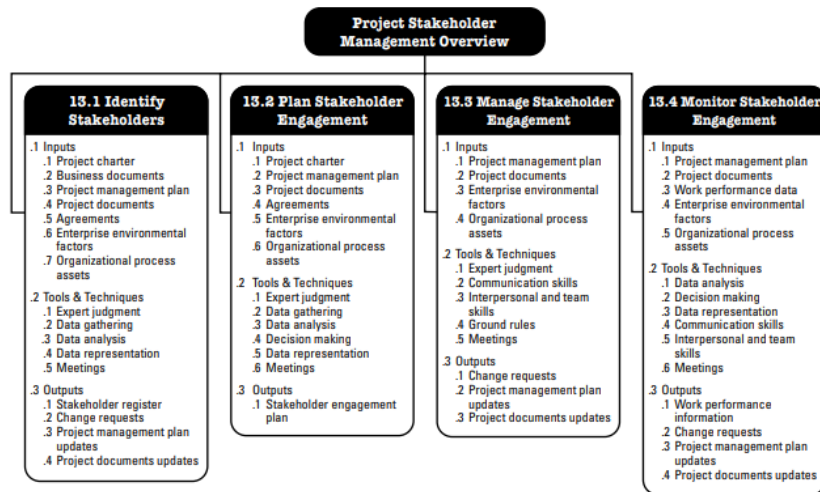 Project Stakeholder
Management Overview
13.1 Identify
Stakeholders
.1 Inputs
.1 Project charter
.2 Business documents
.3 Project management plan
.4 Project documents
.5 Agreements
.6 Enterprise environmental
factors
.7 Organizational process
assets
.2 Tools & Techniques
.1 Expert judgment
.2 Data gathering
.3 Data analysis
.4 Data representation
.5 Meetings
.3 Outputs
.1 Stakeholder register
.2 Change requests
.3 Project management plan
updates
.4 Project documents updates
13.2 Plan Stakeholder
Engagement
.1 Inputs
.1 Project charter
.2 Project management plan
.3 Project documents
.4 Agreements
.5 Enterprise environmental
factors
.6 Organizational process
assets
.2 Tools & Techniques
.1 Expert judgment
.2 Data gathering
.3 Data analysis
.4 Decision making
.5 Data representation
.6 Meetings
.3 Outputs
.1 Stakeholder engagement
plan
13.3 Manage Stakeholder
Engagement
.1 Inputs
.1 Project management plan
.2 Project documents
.3 Enterprise environmental
factors
.4 Organizational process
assets
.2 Tools & Techniques
.1 Expert judgment
.2 Communication skills
.3 Interpersonal and team
skills
.4 Ground rules
.5 Meetings
.3 Outputs
.1 Change requests
.2 Project management plan
updates
.3 Project documents updates
13.4 Monitor Stakeholder
Engagement
.1 Inputs
.1 Project management plan
.2 Project documents
.3 Work performance data
.4 Enterprise environmental
factors
.5 Organizational process
assets
.2 Tools & Techniques
.1 Data analysis
.2 Decision making
.3 Data representation
.4 Communication skills
.5 Interpersonal and team
skills
.6 Meetings
.3 Outputs
.1 Work performance
information
.2 Change requests
.3 Project management plan
updates
.4 Project documents updates